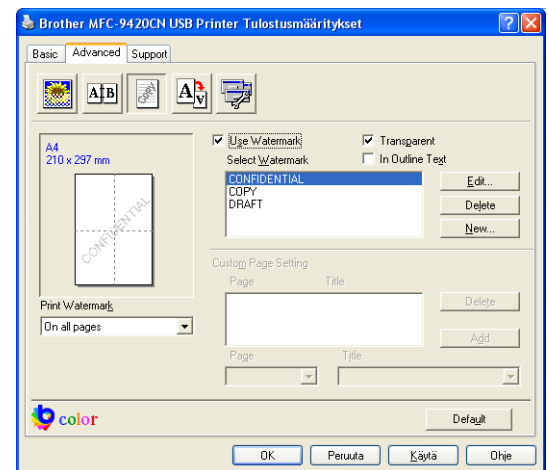 Brother MFC-9420CN USB Printer Tulostusmääritykset
Basic Advanced Support
A4
210 x 297 mm
CONFIDENTIAL
Print Watermark
On all pages
Use Watermark
Transparent
Select Watermark
In Outline Text
CONFIDENTIAL
COPY
DRAFT
Edit...
Delete
New...
Custom Page Setting
Page Title
Delete
Add
Page Title
color
Default
OK Peruuta Käytä Ohje